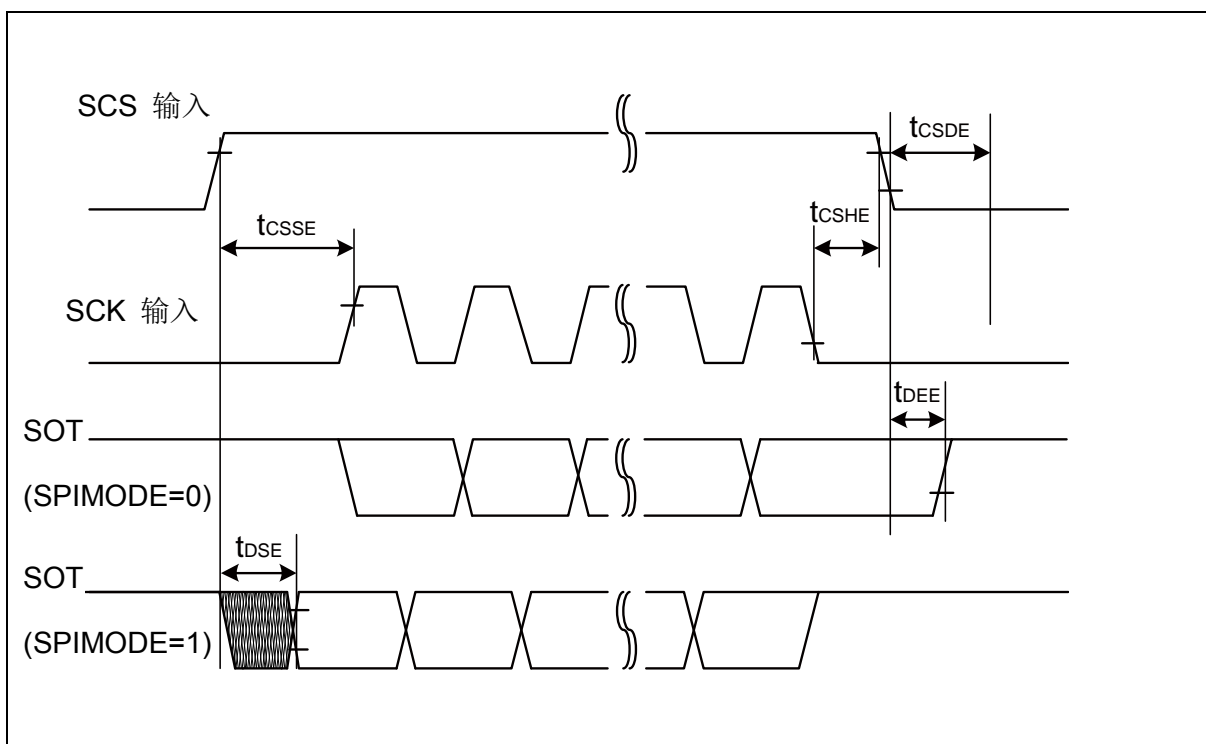 SCS 输入
tCSDE
tCSSE
tCSHE
SCK 输入
tDEE
SOT
(SPIMODE=0)
tDSE
SOT
(SPIMODE=1)